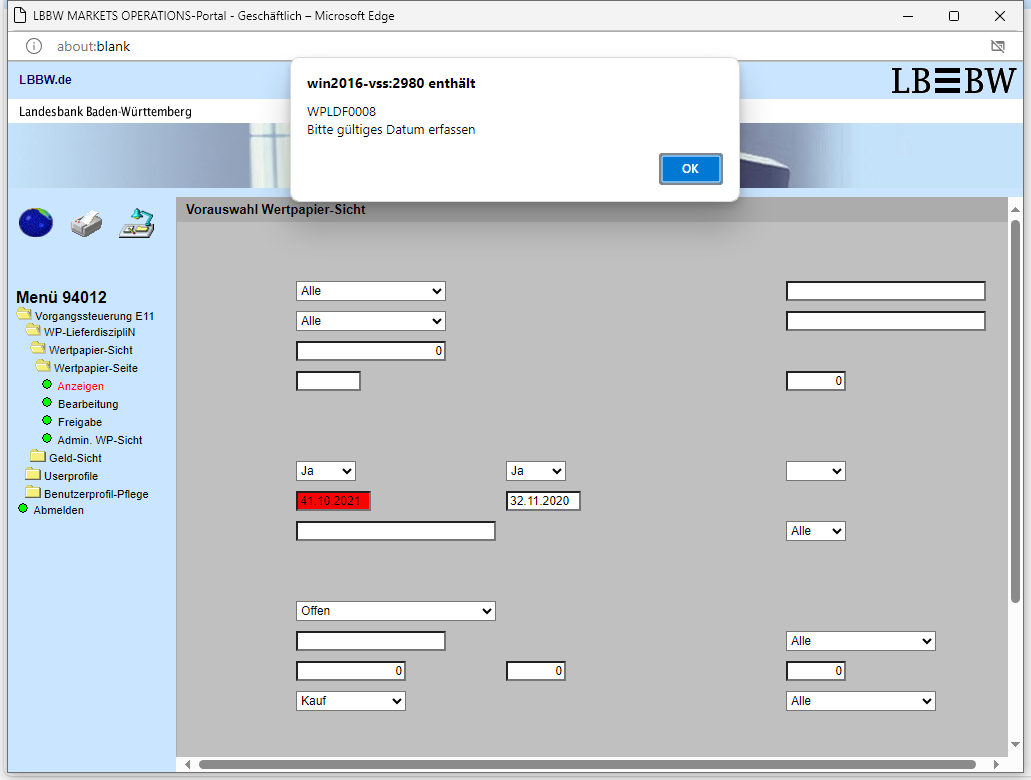 LBBW MARKETS OPERATIONS-Portal - Geschäftlich – Microsoft Edge
about:blank
LBBW.de
LBBW
Landesbank Baden-Württemberg
win2016-vss:2980 enthält
WPLDF0008
Bitte gültiges Datum erfassen
OK
Vorauswahl Wertpapier-Sicht
Menü 94012
Vorgangssteuerung E11
WP-LieferdisziplíN
Wertpapier-Sicht
Wertpapier-Seite
Anzeigen
Bearbeitung
Freigabe
Admin. WP-Sicht
Geld-Sicht
Userprofile
Benutzerprofil-Pflege
Abmelden
Alle
Alle
0
0
Ja Ja
41.10.2021 32.11.2020
Alle
Offen
Alle
0 0 0
Kauf Alle